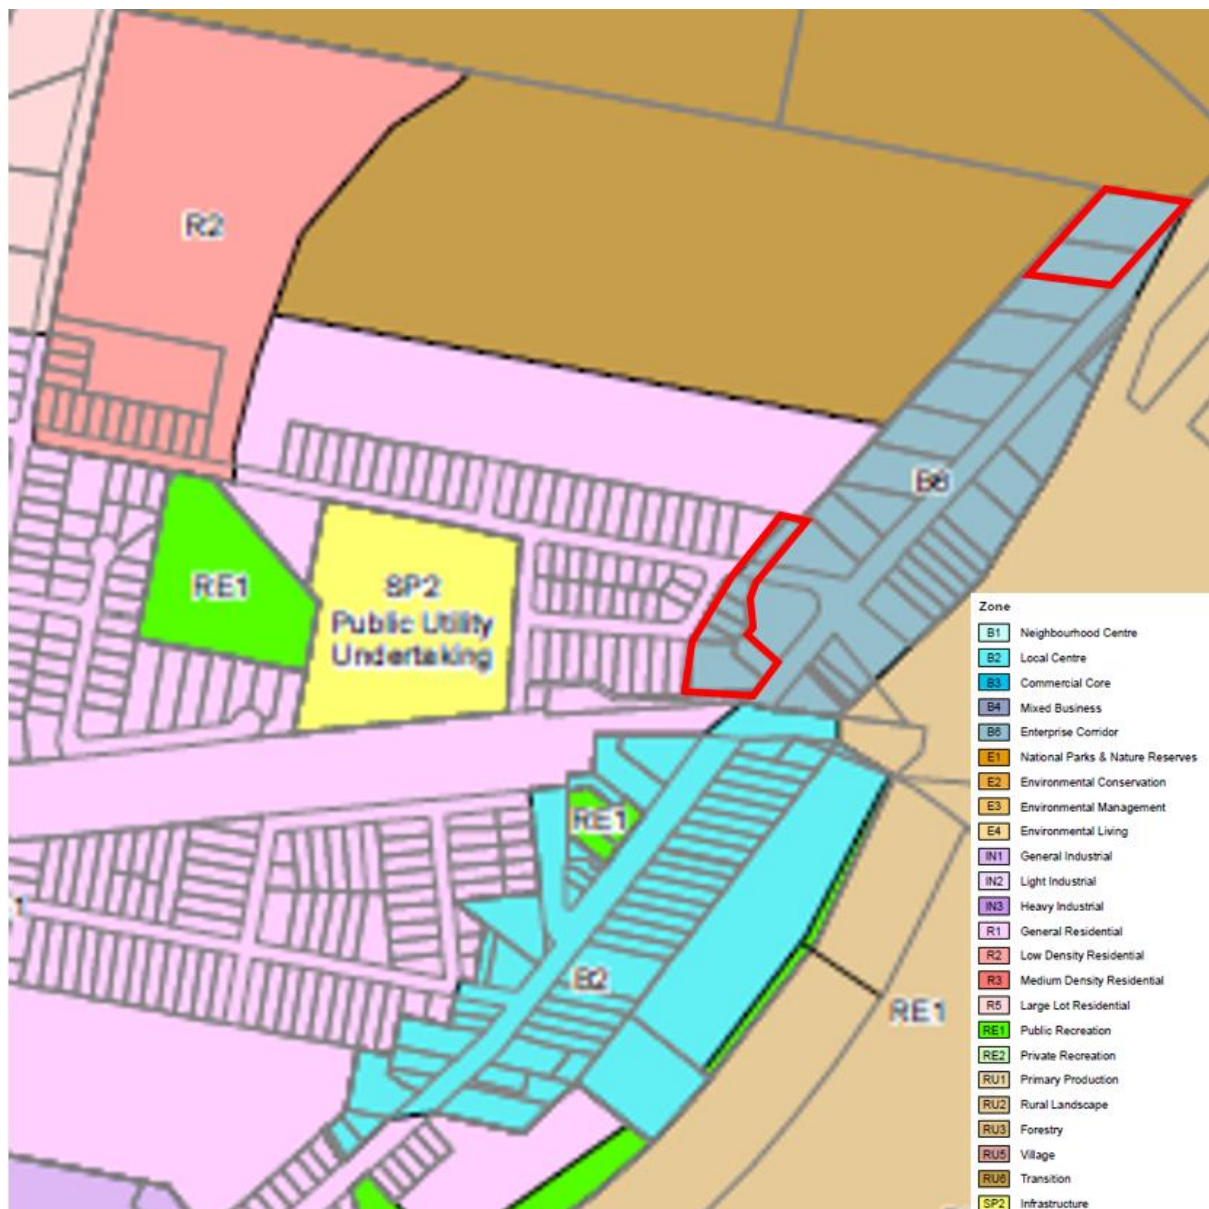 R2
B6
RE1
SP2
Public Utility
Undertaking
RE1
B2
RE1
Zone
B1 Neighbourhood Centre
B2 Local Centre
B3 Commercial Core
B4 Mixed Business
B6 Enterprise Corridor
E1 National Parks & Nature Reserves
E2 Environmental Conservation
E3 Environmental Management
E4 Environmental Living
IN1 General Industrial
IN2 Light Industrial
IN3 Heavy Industrial
R1 General Residential
R2 Low Density Residential
R3 Medium Density Residential
R5 Large Lot Residential
RE1 Public Recreation
RE2 Private Recreation
RU1 Primary Production
RU2 Rural Landscape
RU3 Forestry
RU5 Village
RU6 Transition
SP2 Infrastructure